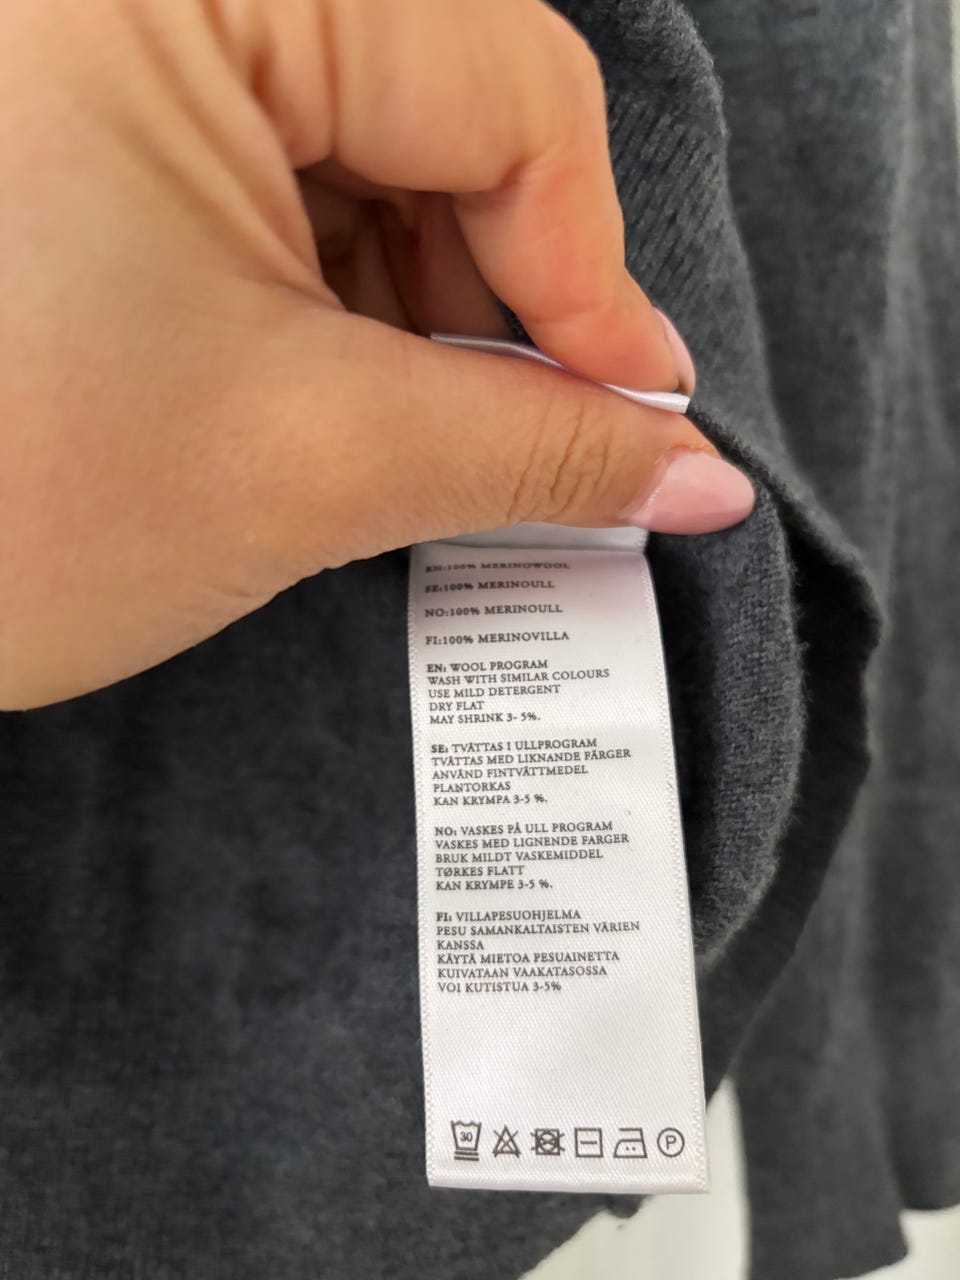 EN:100% MERINOWOOL
SE:100% MERINOULL
NO:100% MERINOULL
FI:100% MERINOVILLA
EN: WOOL PROGRAM
WASH WITH SIMILAR COLOURS
USE MILD DETERGENT
DRY FLAT
MAY SHRINK 3- 5%.
SE: TVÄTTAS I ULLPROGRAM
TVÄTTAS MED LIKNANDE FÄRGER
ANVÄND FINTVÄTTMEDEL
PLANTORKAS
KAN KRYMPA 3-5 %.
NO: VASKES PÅ ULL PROGRAM
VASKES MED LIGNENDE FARGER
BRUK MILDT VASKEMIDDEL
TØRKES FLATT
KAN KRYMPE 3-5 %.
FI: VILLAPESUOHJELMA
PESU SAMANKALTAISTEN VÄRIEN
KANSSA
KÄYTÄ MIETOA PESUAINETTA
KUIVATAAN VAAKATASOSSA
VOI KUTISTUA 3-5%
30 P